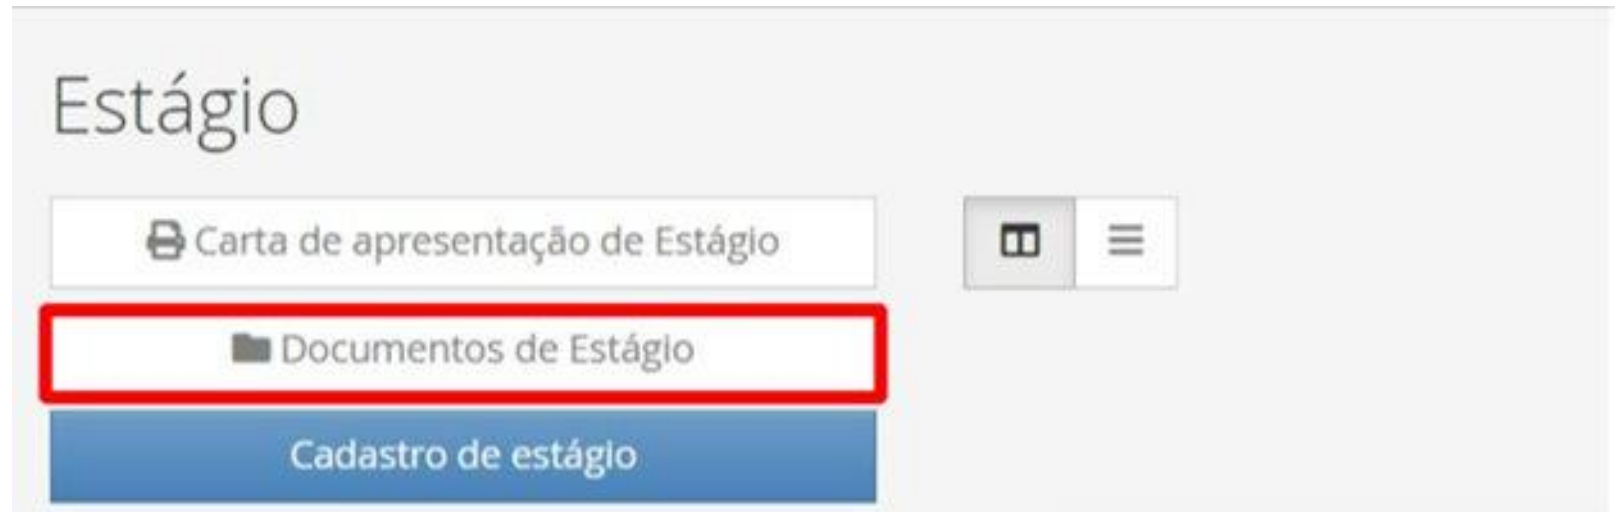 Estágio
Carta de apresentação de Estágio
Documentos de Estágio
Cadastro de estágio